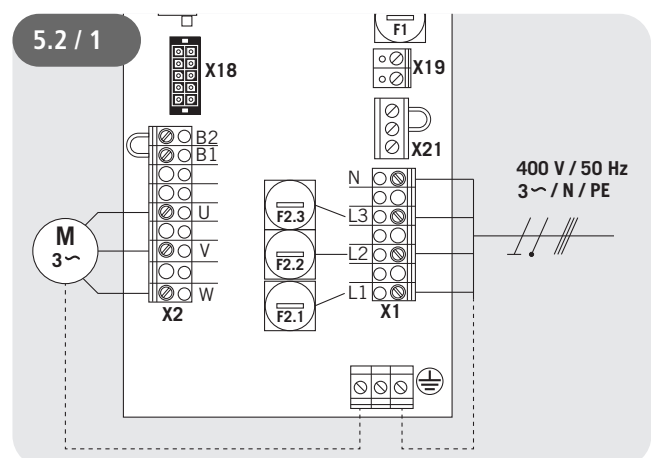 5.2 / 1
F1
X18
X19
X21
B2
B1
U
V
W
X2
M
3~
F2.3
F2.2
F2.1
N
L3
L2
L1
X1
400 V / 50 Hz
3~ / N / PE